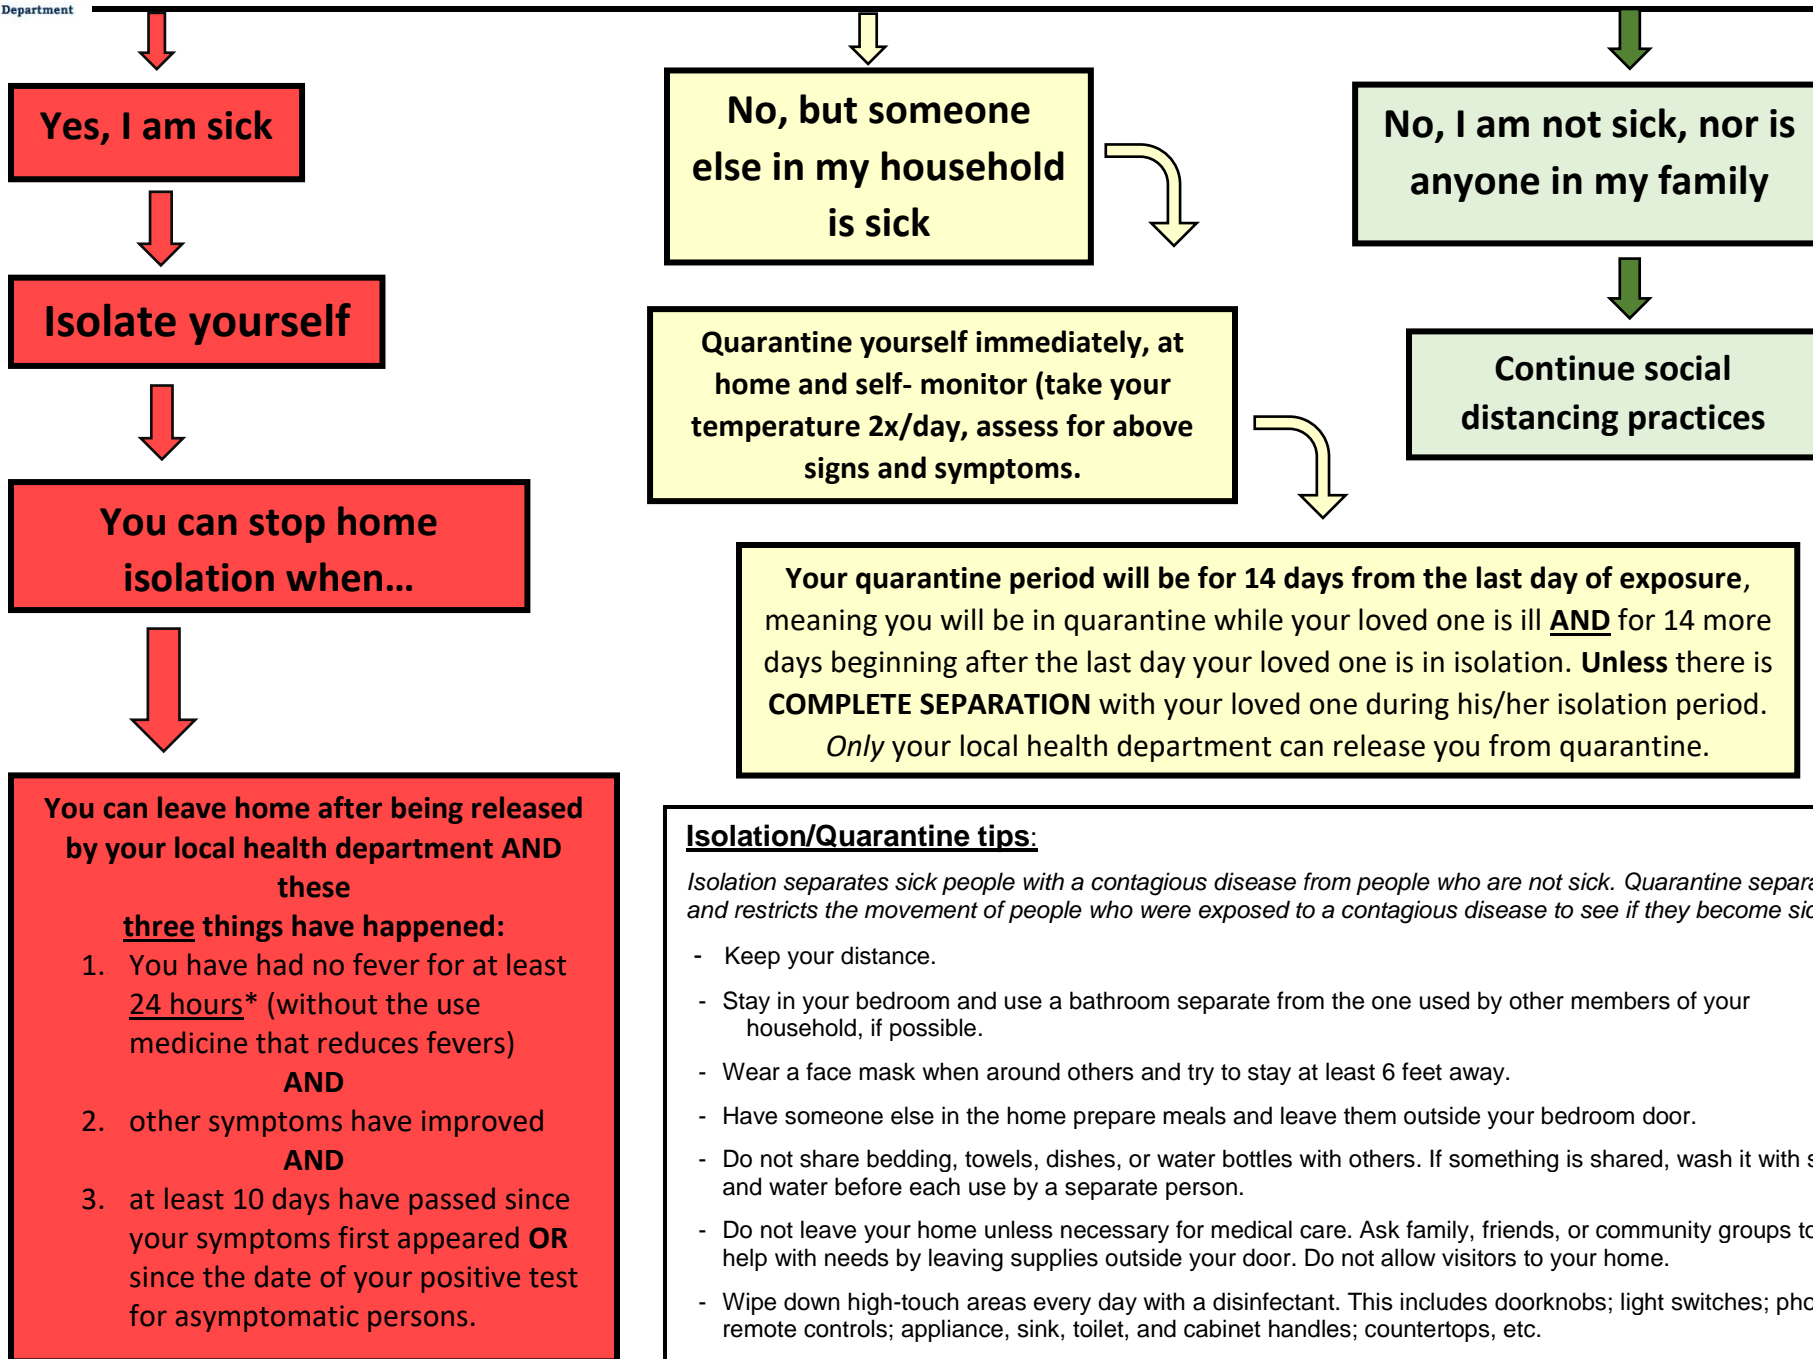 Department
Yes, I am sick
Isolate yourself
You can stop home
isolation when…
You can leave home after being released
by your local health department AND
these
three things have happened:
1. You have had no fever for at least
24 hours* (without the use
medicine that reduces fevers)
AND
2. other symptoms have improved
AND
3. at least 10 days have passed since
your symptoms first appeared OR
since the date of your positive test
for asymptomatic persons.
No, but someone
else in my household
is sick
Quarantine yourself immediately, at
home and self- monitor (take your
temperature 2x/day, assess for above
signs and symptoms.
Your quarantine period will be for 14 days from the last day of exposure,
meaning you will be in quarantine while your loved one is ill AND for 14 more
days beginning after the last day your loved one is in isolation. Unless there is
COMPLETE SEPARATION with your loved one during his/her isolation period.
Only your local health department can release you from quarantine.
No, I am not sick, nor is
anyone in my family
Continue social
distancing practices
Isolation/Quarantine tips:
Isolation separates sick people with a contagious disease from people who are not sick. Quarantine
and restricts the movement of people who were exposed to a contagious disease to see if they become
- Keep your distance.
- Stay in your bedroom and use a bathroom separate from the one used by other members of your
household, if possible.
- Wear a face mask when around others and try to stay at least 6 feet away.
- Have someone else in the home prepare meals and leave them outside your bedroom door.
- Do not share bedding, towels, dishes, or water bottles with others. If something is shared, wash it with
and water before each use by a separate person.
- Do not leave your home unless necessary for medical care. Ask family, friends, or community groups to
help with needs by leaving supplies outside your door. Do not allow visitors to your home.
- Wipe down high-touch areas every day with a disinfectant. This includes doorknobs; light switches;
remote controls; appliance, sink, toilet, and cabinet handles; countertops, etc.